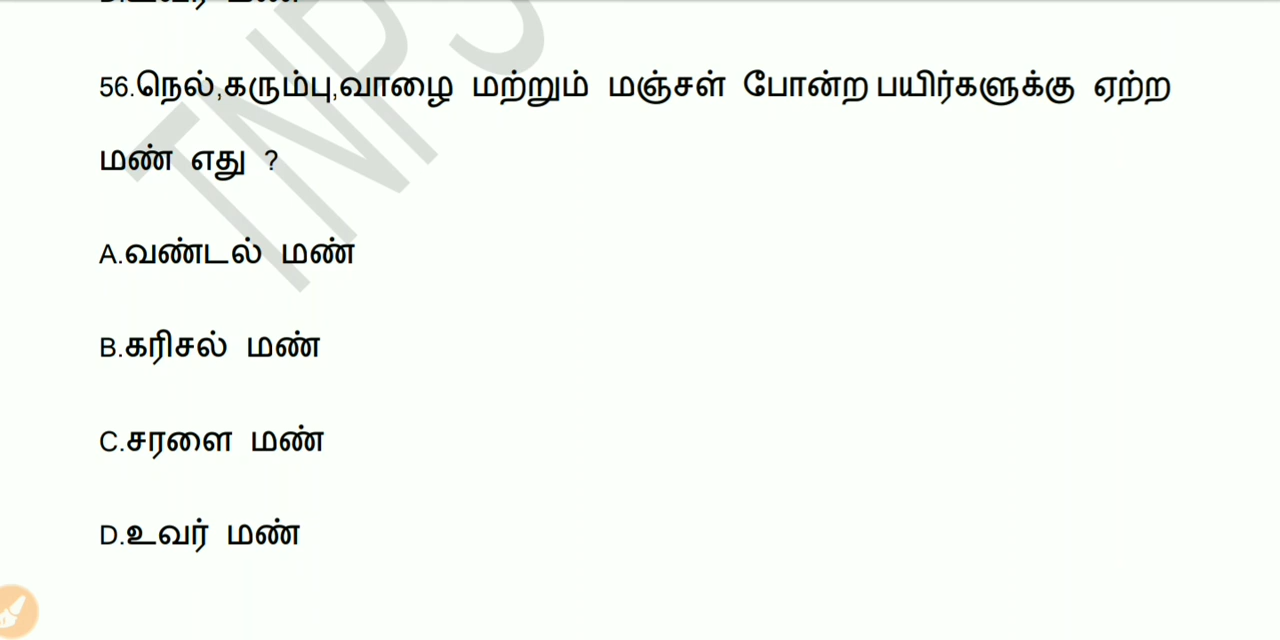 56.நெல்,கரும்பு,வாழை மற்றும் மஞ்சள் போன்ற பயிர்களுக்கு ஏற்ற
மண் எது ?
A.வண்டல் மண்
B.கரிசல் மண்
C.சரளை மண்
D.உவர் மண்